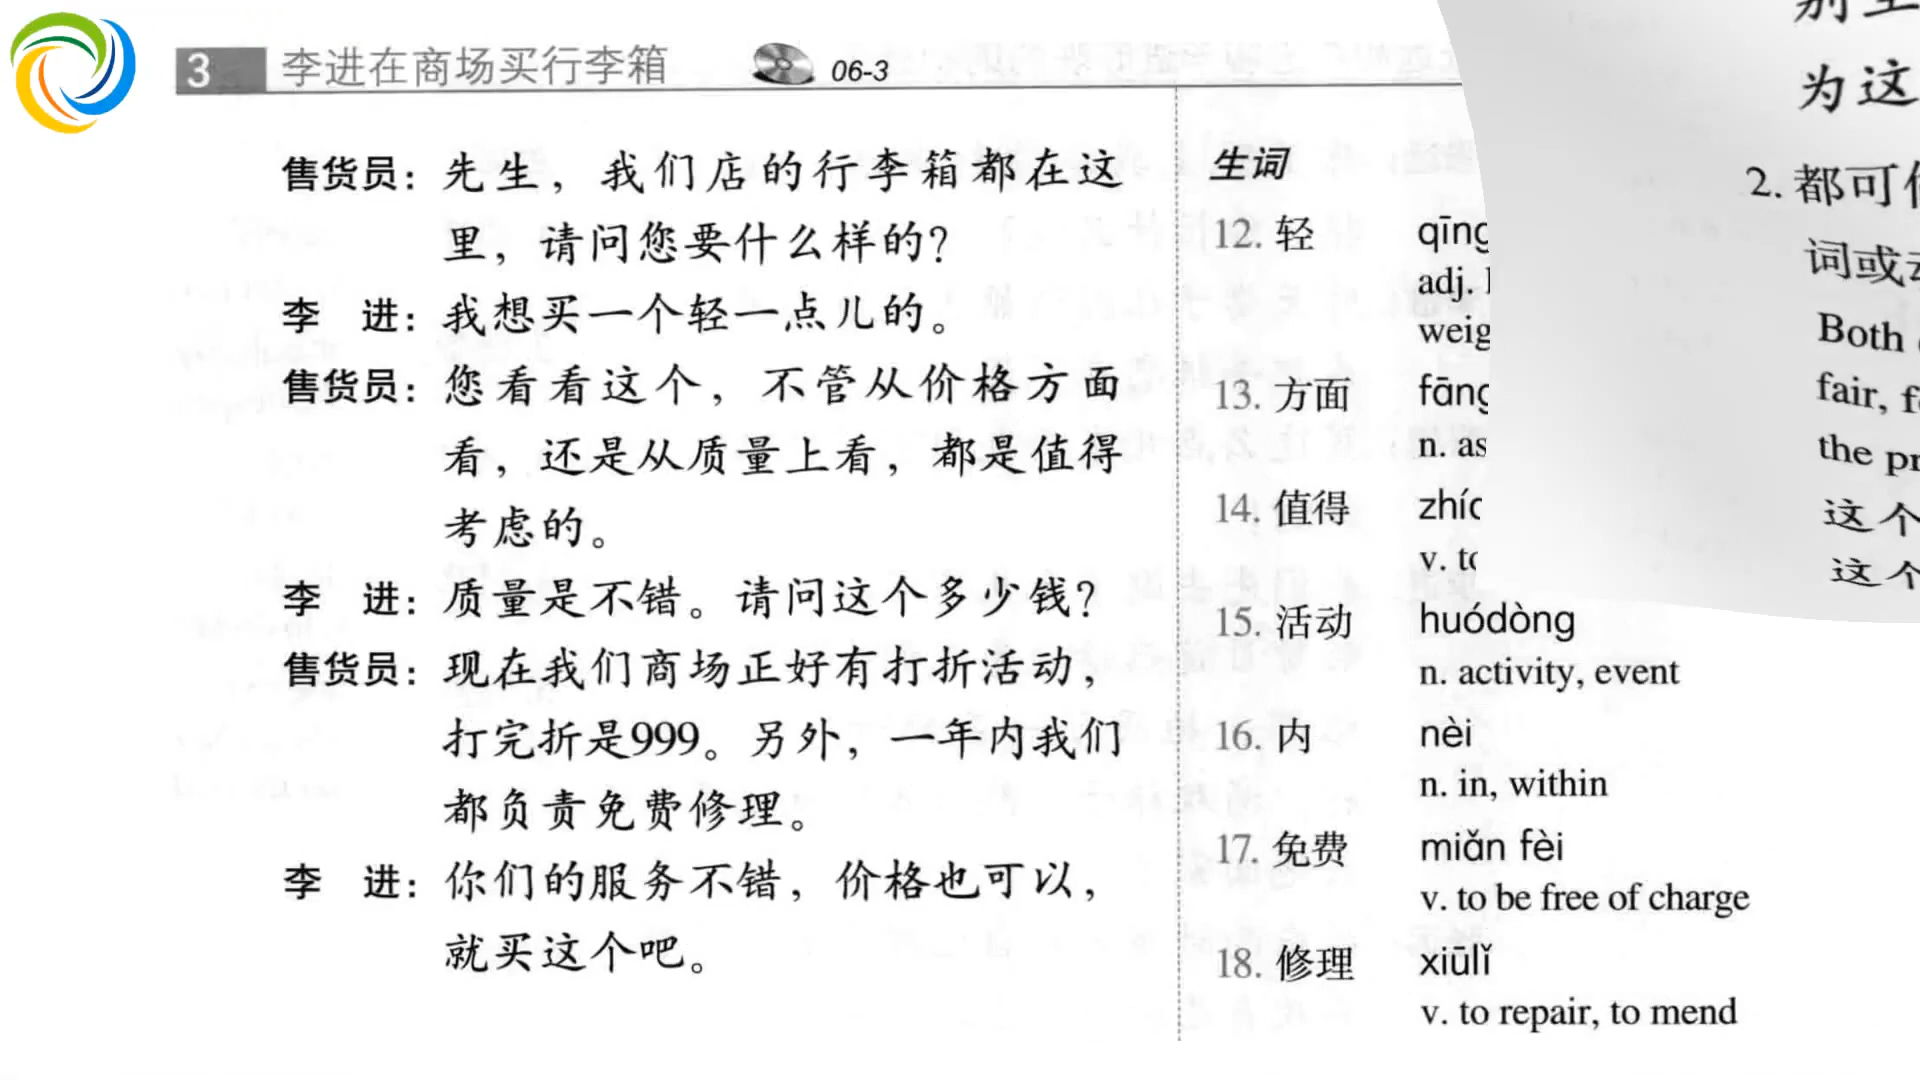 3 李进在商场买行李箱 06-3
售货员：先生，我们店的行李箱都在这
里，请问您要什么样的？
李 进：我想买一个轻一点儿的。
售货员：您看看这个，不管从价格方面
看，还是从质量上看，都是值得
考虑的。
李 进：质量是不错。请问这个多少钱？
售货员：现在我们商场正好有打折活动，
打完折是999。另外，一年内我们
都负责免费修理。
李 进：你们的服务不错，价格也可以，
就买这个吧。
生词
12. 轻
adj.
13. 方面
n.
14. 值得
v.
15. 活动 huódòng
n. activity, event
16. 内 nèi
n. in, within
17. 免费 miǎn fèi
v. to be free of charge
18. 修理 xiūlǐ
v. to repair, to mend
为这
2. 都可
词或
Both
fair,
the
这个
这个